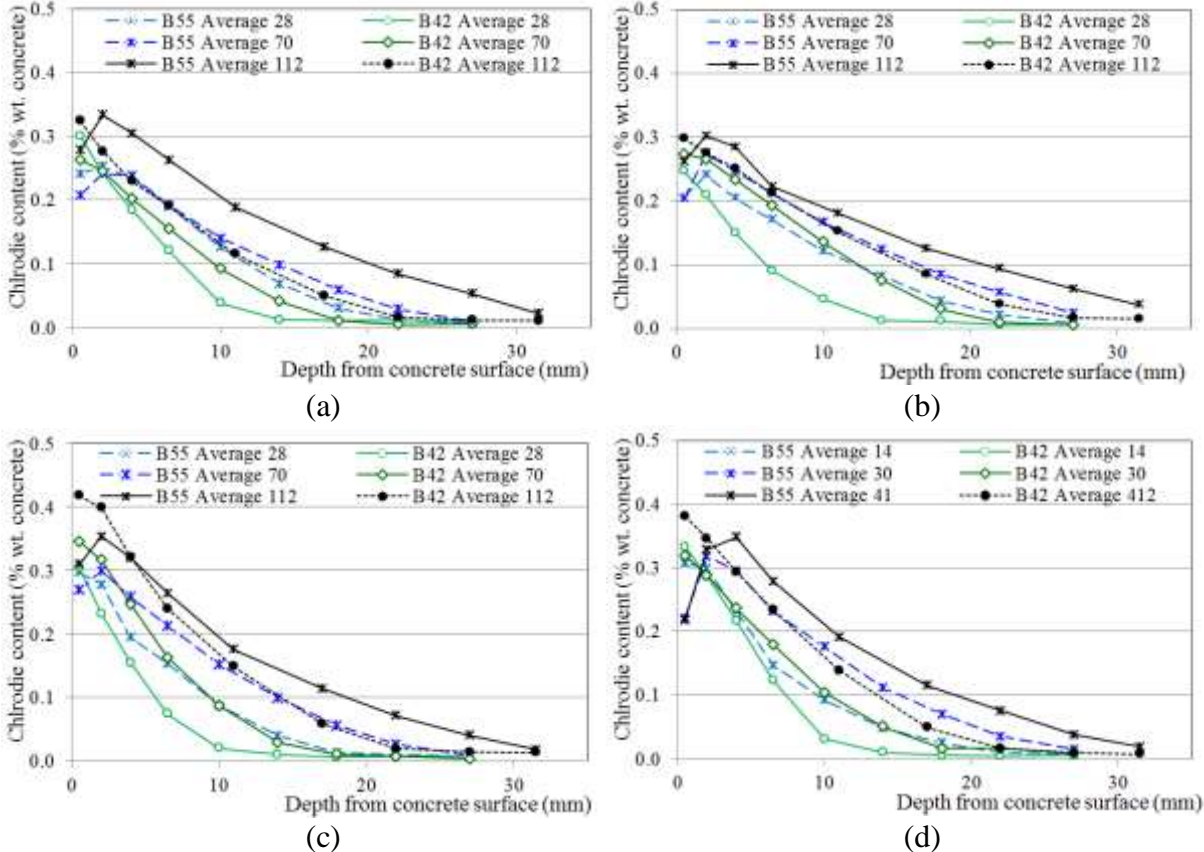 0.5
B55 Average 28 B42 Average 28
B55 Average 70 B42 Average 70
B55 Average 112 B42 Average 112
0.4
0.3
0.2
0.1
0.0
Chlrodie content (% wt. concrete)
0 10 20 30
Depth from concrete surface (mm)
(a)
0.5
B55 Average 28 B42 Average 28
B55 Average 70 B42 Average 70
B55 Average 112 B42 Average 112
0.4
0.3
0.2
0.1
0.0
Chlrodie content (% wt. concrete)
0 10 20 30
Depth from concrete surface (mm)
(b)
0.5
B55 Average 28 B42 Average 28
B55 Average 70 B42 Average 70
B55 Average 112 B42 Average 112
0.4
0.3
0.2
0.1
0.0
Chlrodie content (% wt. concrete)
0 10 20 30
Depth from concrete surface (mm)
(c)
0.5
B55 Average 14 B42 Average 14
B55 Average 30 B42 Average 30
B55 Average 41 B42 Average 412
0.4
0.3
0.2
0.1
0.0
Chlrodie content (% wt. concrete)
0 10 20 30
Depth from concrete surface (mm)
(d)